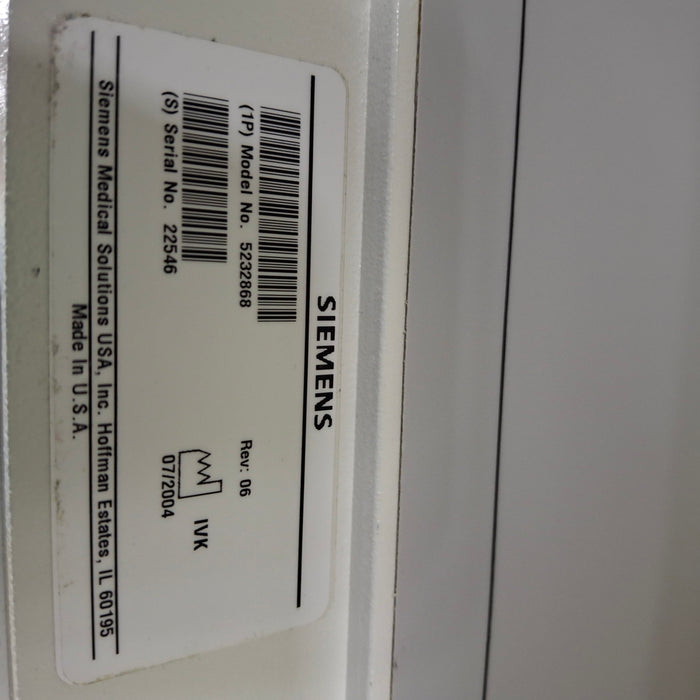 SIEMENS
(1P) Model No. 5232868
Rev: 06
(S) Serial No. 22546
IVK
07/2004
Siemens Medical Solutions USA, Inc. Hoffman Estates, IL 60195
Made In U.S.A.